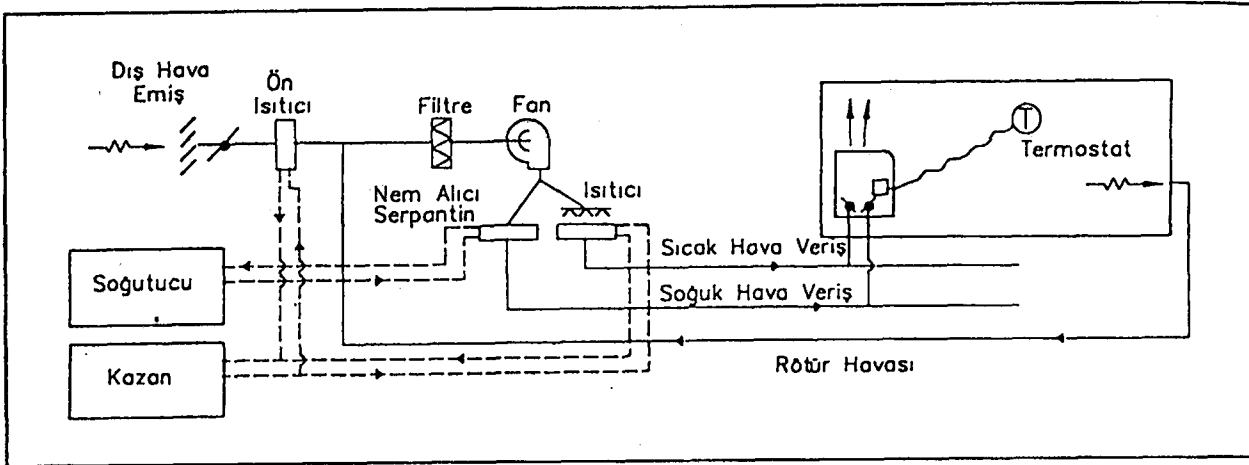 Dış Hava
Emiş
Ön
Isıtıcı
Filtre
Fan
T
Termostat
Nem Alıcı
Serpantin
Isıtıcı
Sıcak Hava Veriş
Soğutucu
Soğuk Hava Veriş
Kazan
Rötür Havası